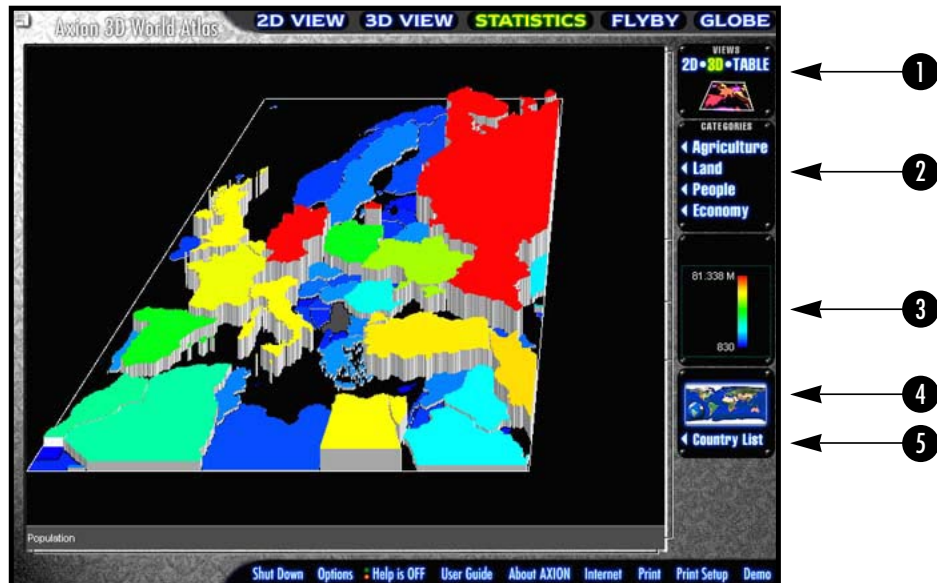 Axion 3D World Atlas
2D VIEW 3D VIEW STATISTICS FLYBY GLOBE
VIEWS
2D•3D•TABLE
1
CATEGORIES
Agriculture
Land
People
Economy
2
81.338 M
830
3
4
Country List
5
Population
Shut Down Options Help is OFF User Guide About AXION Internet Print Print Setup Demo